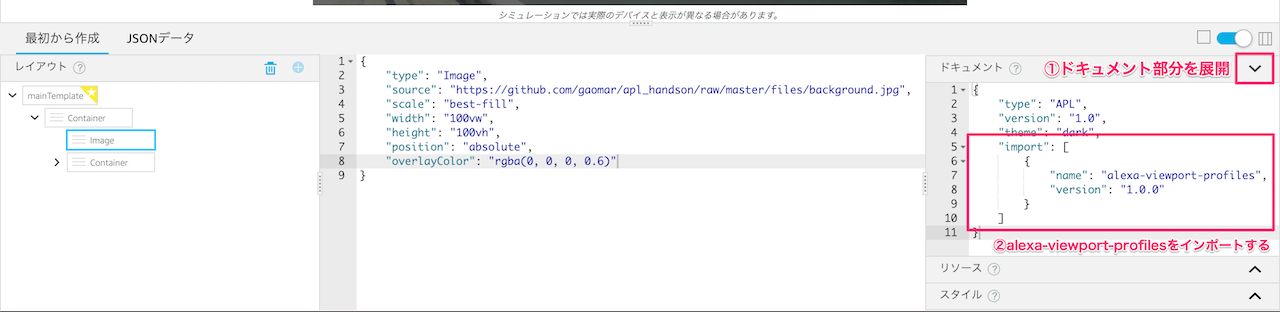 シミュレーションでは実際のデバイスと表示が異なる場合があります。
最初から作成 JSONデータ
レイアウト ?
mainTemplate
Container
Image
Container
1 {
2 "type": "Image",
3 "source": "https://github.com/gaomar/apl_handson/raw/master/files/background.jpg",
4 "scale": "best-fill",
5 "width": "100vw",
6 "height": "100vh",
7 "position": "absolute",
8 "overlayColor": "rgba(0, 0, 0, 0.6)"
9 }
ドキュメント ? ①ドキュメント部分を展開
1 {
2 "type": "APL",
3 "version": "1.0",
4 "theme": "dark",
5 "import": [
6 {
7 "name": "alexa-viewport-profiles",
8 "version": "1.0.0"
9 }
10 ]
11 }
②alexa-viewport-profilesをインポートする
リソース ?
スタイル ?